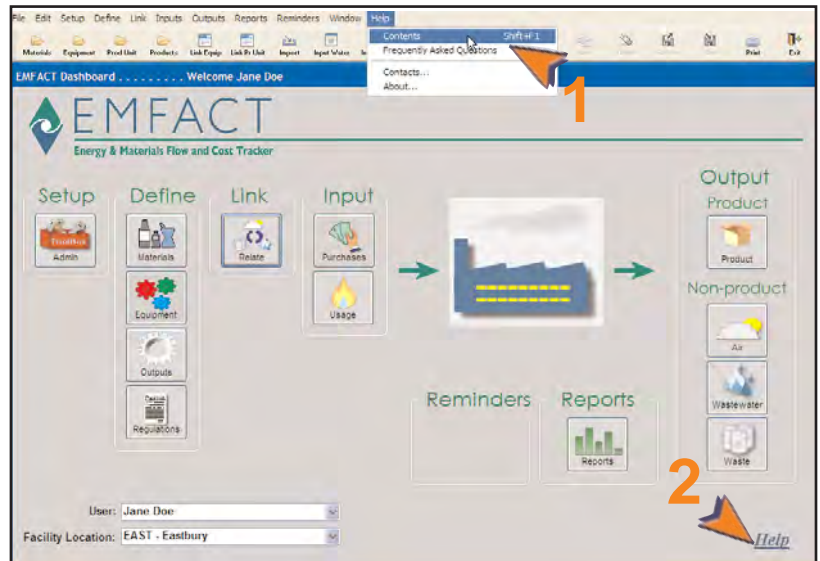 File Edit Setup Define Link Inputs Outputs Reports Reminders Window Help
Materials Equipment Prod Unit Products Link Equip Link Pr Unit Import Input Water Print Exit
Contents Shift+F1
Frequently Asked Questions
Contacts...
About...
1
EMFACT Dashboard . . . . . . . . . Welcome Jane Doe
EMFACT
Energy & Materials Flow and Cost Tracker
Setup Define Link Input Output
Product
Admin Materials Relate Purchases Product
Non-product
Equipment Usage Air
Outputs
Reminders Reports Wastewater
Regulations
Reports Waste
2
User: Jane Doe
Facility Location: EAST - Eastbury
Help